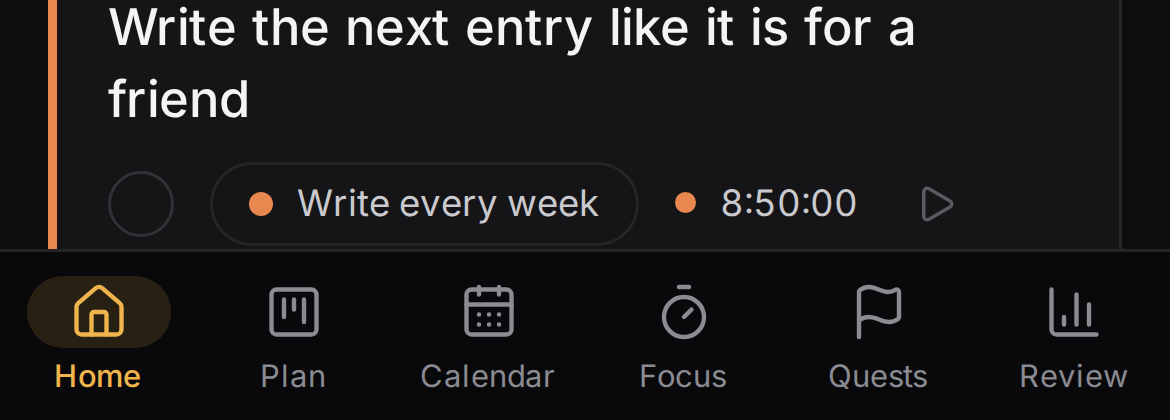 Write the next entry like it is for a
friend
Write every week 8:50:00
Home Plan Calendar Focus Quests Review